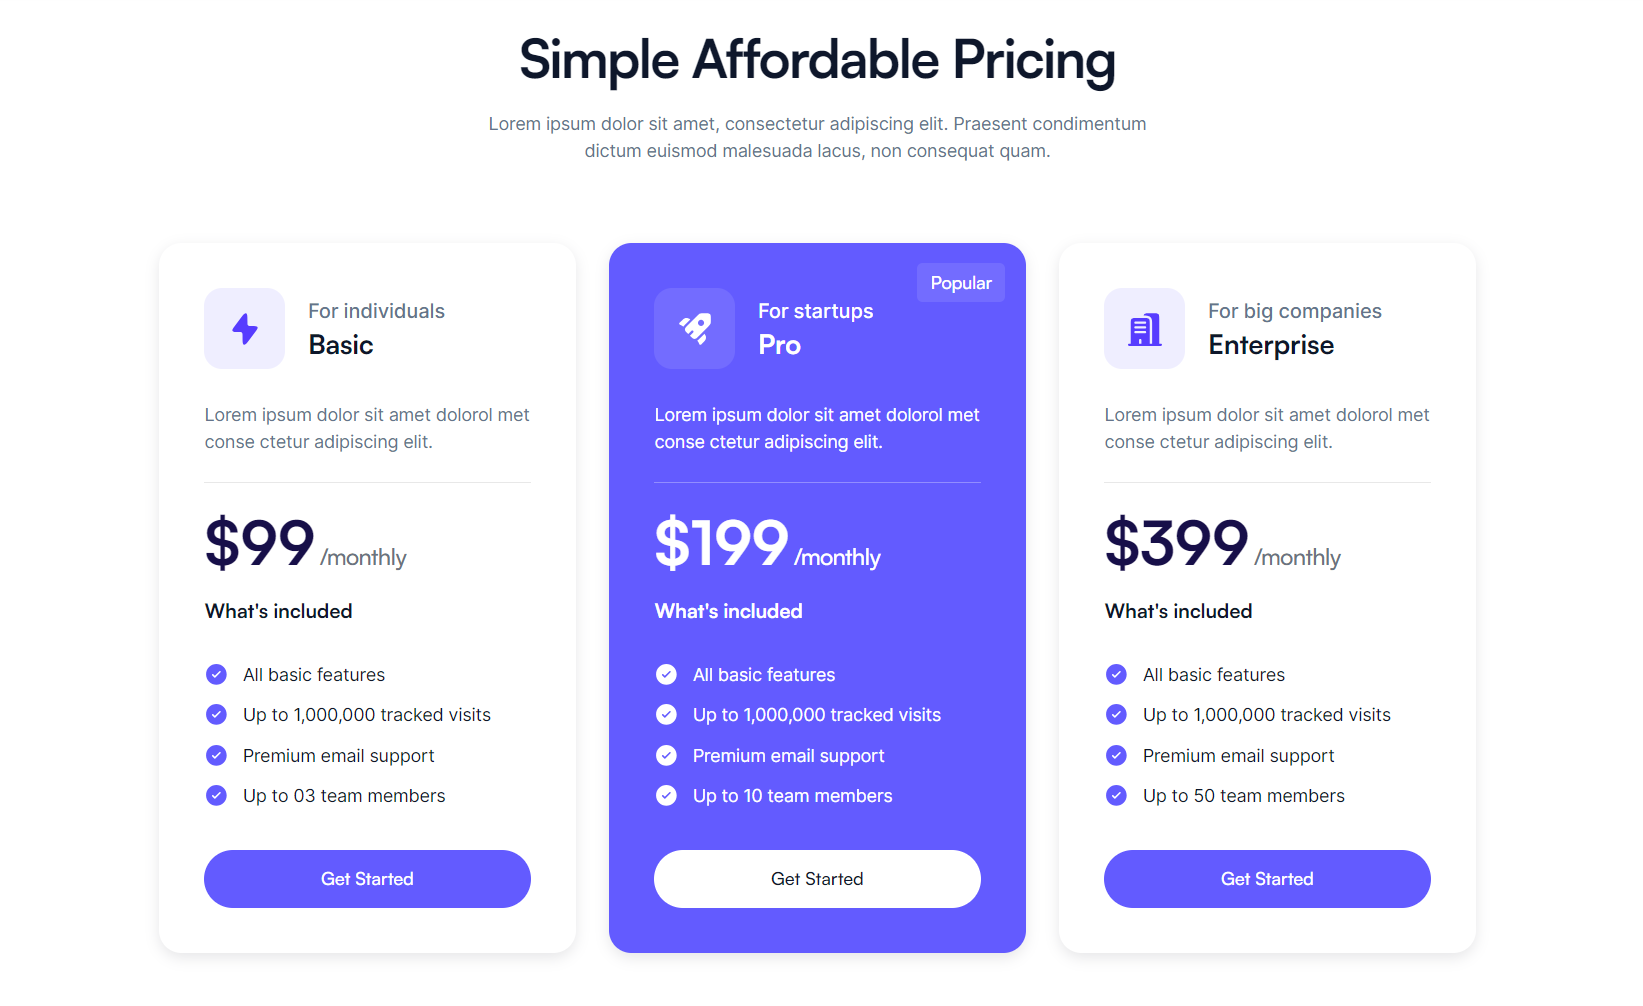 Simple Affordable Pricing
Lorem ipsum dolor sit amet, consectetur adipiscing elit. Praesent condimentum
dictum euismod malesuada lacus, non consequat quam.
For individuals
Basic
Lorem ipsum dolor sit amet dolorol met
conse ctetur adipiscing elit.
$99 /monthly
What's included
All basic features
Up to 1,000,000 tracked visits
Premium email support
Up to 03 team members
Get Started
Popular
For startups
Pro
Lorem ipsum dolor sit amet dolorol met
conse ctetur adipiscing elit.
$199 /monthly
What's included
All basic features
Up to 1,000,000 tracked visits
Premium email support
Up to 10 team members
Get Started
For big companies
Enterprise
Lorem ipsum dolor sit amet dolorol met
conse ctetur adipiscing elit.
$399 /monthly
What's included
All basic features
Up to 1,000,000 tracked visits
Premium email support
Up to 50 team members
Get Started